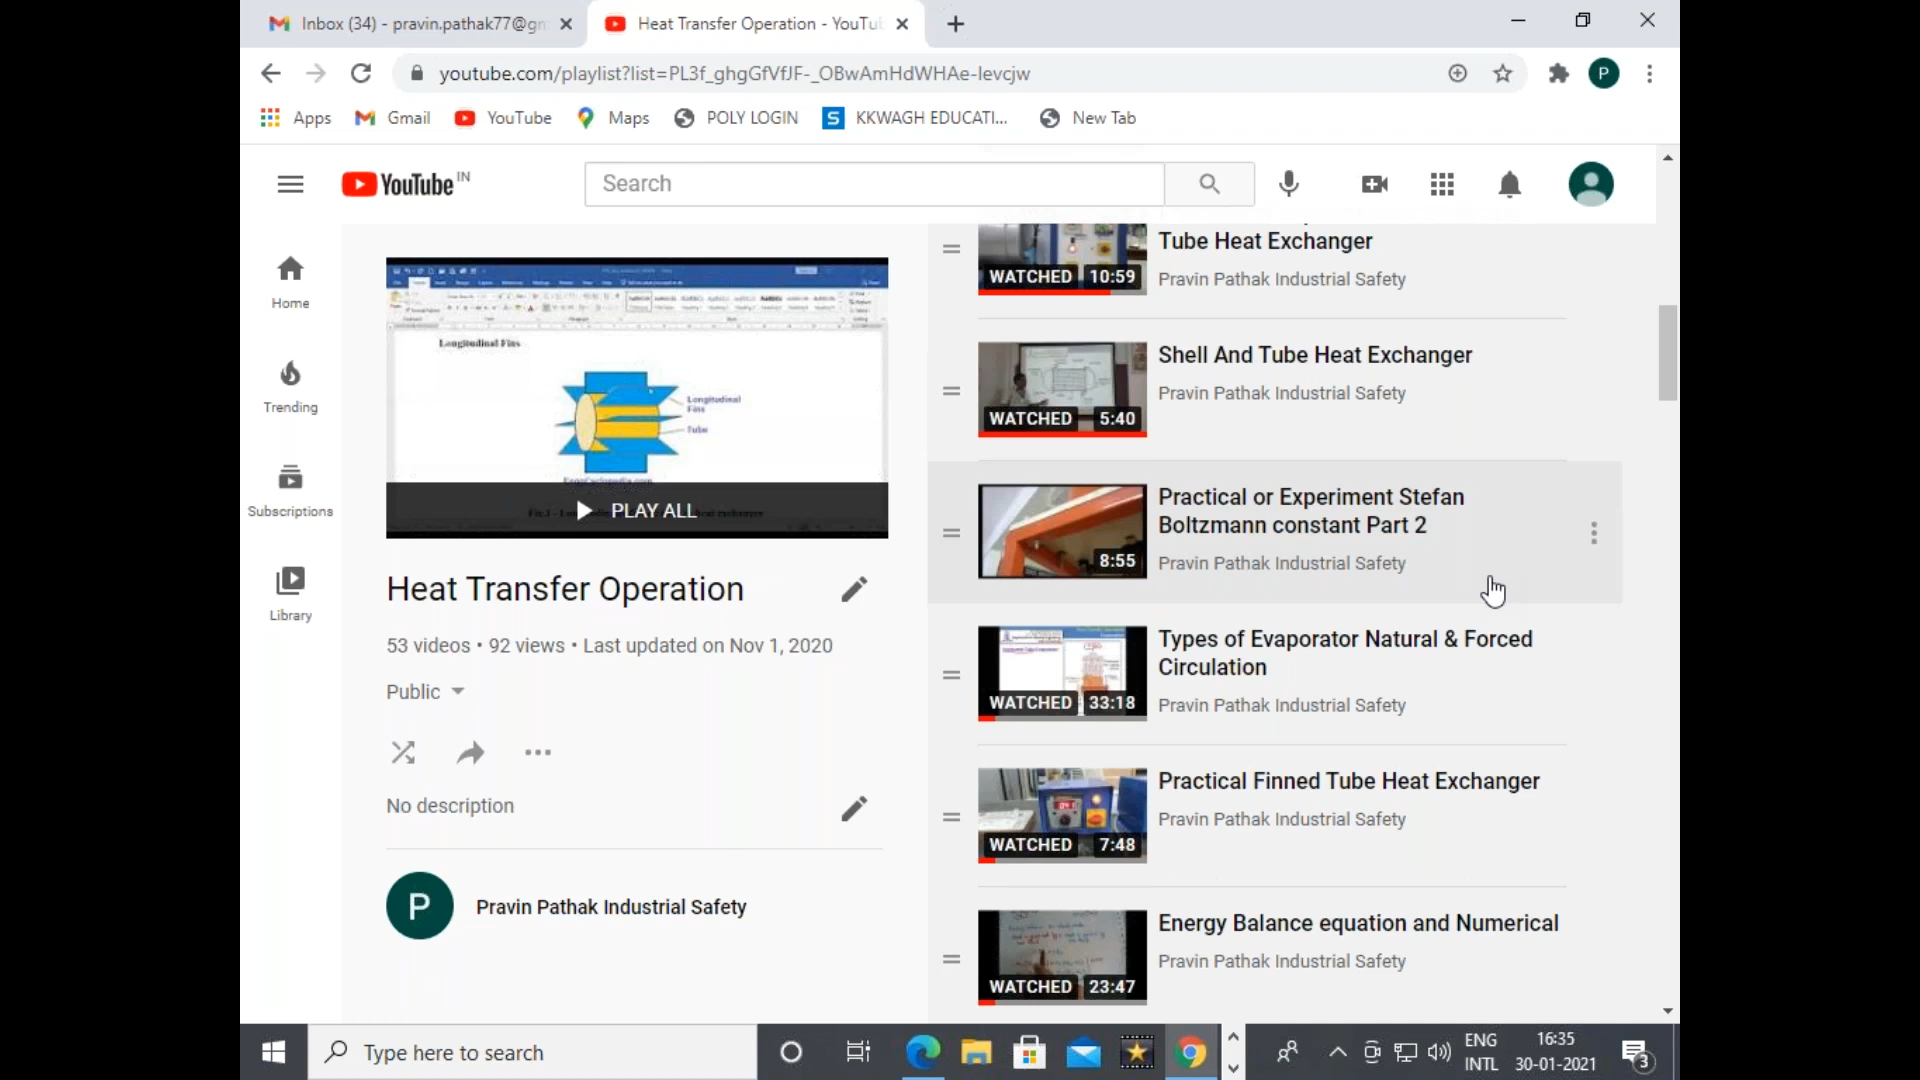 Inbox (34) - pravin.pathak77@gm
Heat Transfer Operation - YouTu
youtube.com/playlist?list=PL3f_ghgGfVfJF-_OBwAmHdWHAe-levcjw
P
Apps
Gmail
YouTube
Maps
POLY LOGIN
S
KKWAGH EDUCATI...
New Tab
YouTube IN
Search
Home
Trending
Subscriptions
Library
Longitudinal Fins
Longitudinal
Fins
Tube
PLAY ALL
Heat Transfer Operation
53 videos • 92 views • Last updated on Nov 1, 2020
Public
No description
P
Pravin Pathak Industrial Safety
Tube Heat Exchanger
Pravin Pathak Industrial Safety
WATCHED 10:59
Shell And Tube Heat Exchanger
Pravin Pathak Industrial Safety
WATCHED 5:40
Practical or Experiment Stefan
Boltzmann constant Part 2
Pravin Pathak Industrial Safety
8:55
Types of Evaporator Natural & Forced
Circulation
Pravin Pathak Industrial Safety
WATCHED 33:18
Practical Finned Tube Heat Exchanger
Pravin Pathak Industrial Safety
WATCHED 7:48
Energy Balance equation and Numerical
Pravin Pathak Industrial Safety
WATCHED 23:47
Type here to search
ENG
INTL
16:35
30-01-2021
3